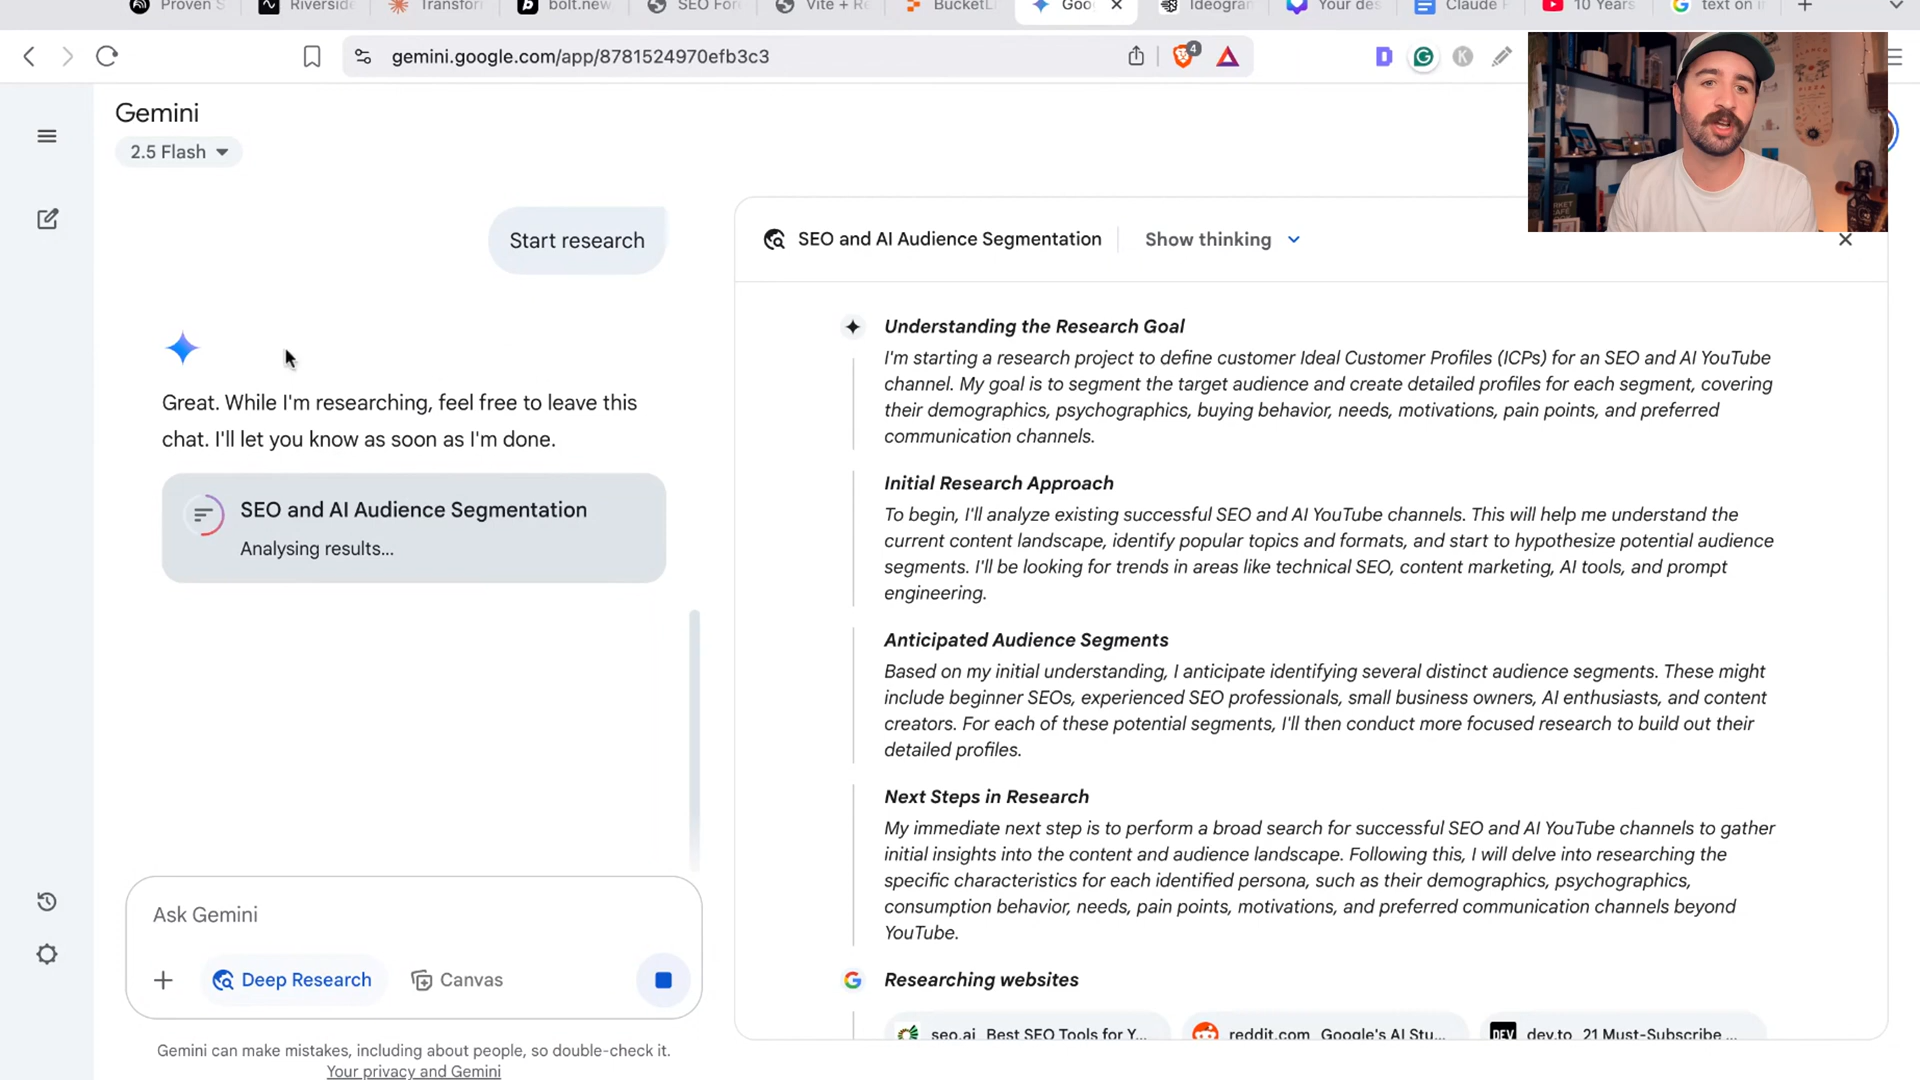 Proven S
Riverside
Transfor
bolt.new
SEO For
Vite + Re
BucketLi
Goo
Ideogran
Your des
Claude
10 Years
text on i
gemini.google.com/app/8781524970efb3c3
4
Gemini
2.5 Flash
Start research
Great. While I'm researching, feel free to leave this
chat. I'll let you know as soon as I'm done.
SEO and AI Audience Segmentation
Analysing results...
Ask Gemini
Deep Research
Canvas
Gemini can make mistakes, including about people, so double-check it.
Your privacy and Gemini
SEO and AI Audience Segmentation
Show thinking
Understanding the Research Goal
I'm starting a research project to define customer Ideal Customer Profiles (ICPs) for an SEO and AI YouTube
channel. My goal is to segment the target audience and create detailed profiles for each segment, covering
their demographics, psychographics, buying behavior, needs, motivations, pain points, and preferred
communication channels.
Initial Research Approach
To begin, I'll analyze existing successful SEO and AI YouTube channels. This will help me understand the
current content landscape, identify popular topics and formats, and start to hypothesize potential audience
segments. I'll be looking for trends in areas like technical SEO, content marketing, AI tools, and prompt
engineering.
Anticipated Audience Segments
Based on my initial understanding, I anticipate identifying several distinct audience segments. These might
include beginner SEOs, experienced SEO professionals, small business owners, AI enthusiasts, and content
creators. For each of these potential segments, I'll then conduct more focused research to build out their
detailed profiles.
Next Steps in Research
My immediate next step is to perform a broad search for successful SEO and AI YouTube channels to gather
initial insights into the content and audience landscape. Following this, I will delve into researching the
specific characteristics for each identified persona, such as their demographics, psychographics,
consumption behavior, needs, pain points, motivations, and preferred communication channels beyond
YouTube.
Researching websites
seo.ai Best SEO Tools for Y...
reddit.com Google's AI Stu...
DEV dev.to 21 Must-Subscribe ...